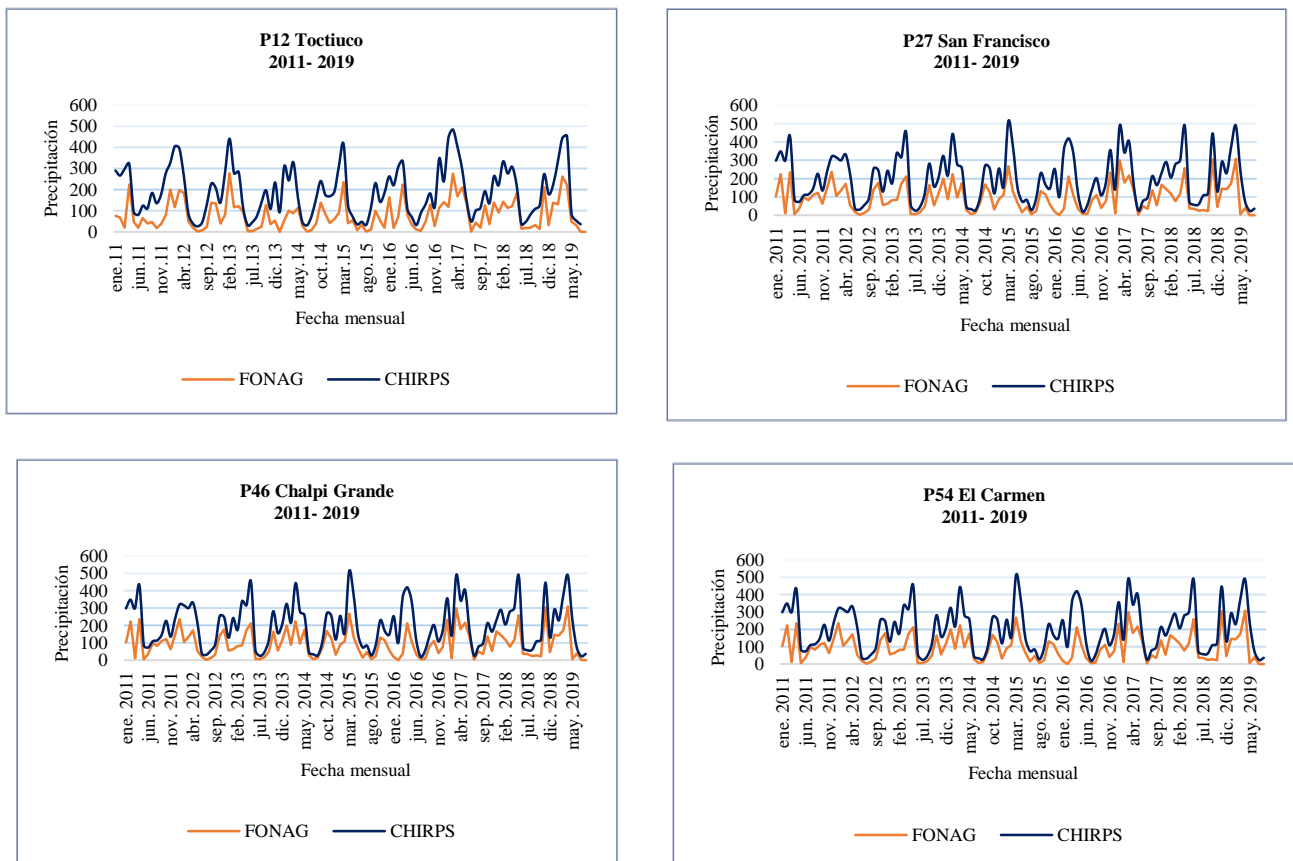 P12 Toctiuco
2011- 2019
Precipitación
600
500
400
300
200
100
0
ene.11
jun.11
nov.11
abr.12
sep.12
feb.13
jul.13
dic.13
may.14
oct.14
mar.15
ago.15
ene.16
jun.16
nov.16
abr.17
sep.17
feb.18
jul.18
dic.18
may.19
Fecha mensual
FONAG
CHIRPS
P27 San Francisco
2011- 2019
Precipitación
600
500
400
300
200
100
0
ene. 2011
jun. 2011
nov. 2011
abr. 2012
sep. 2012
feb. 2013
jul. 2013
dic. 2013
may. 2014
oct. 2014
mar. 2015
ago. 2015
ene. 2016
jun. 2016
nov. 2016
abr. 2017
sep. 2017
feb. 2018
jul. 2018
dic. 2018
may. 2019
Fecha mensual
FONAG
CHIRPS
P46 Chalpi Grande
2011- 2019
Precipitación
600
500
400
300
200
100
0
ene. 2011
jun. 2011
nov. 2011
abr. 2012
sep. 2012
feb. 2013
jul. 2013
dic. 2013
may. 2014
oct. 2014
mar. 2015
ago. 2015
ene. 2016
jun. 2016
nov. 2016
abr. 2017
sep. 2017
feb. 2018
jul. 2018
dic. 2018
may. 2019
Fecha mensual
FONAG
CHIRPS
P54 El Carmen
2011- 2019
Precipitación
600
500
400
300
200
100
0
ene. 2011
jun. 2011
nov. 2011
abr. 2012
sep. 2012
feb. 2013
jul. 2013
dic. 2013
may. 2014
oct. 2014
mar. 2015
ago. 2015
ene. 2016
jun. 2016
nov. 2016
abr. 2017
sep. 2017
feb. 2018
jul. 2018
dic. 2018
may. 2019
Fecha mensual
FONAG
CHIRPS